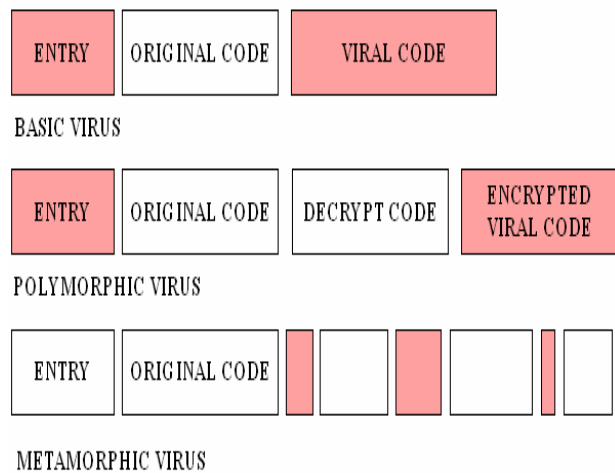 ENTRY ORIGINAL CODE VIRAL CODE
BASIC VIRUS
ENTRY ORIGINAL CODE DECRYPT CODE ENCRYPTED
VIRAL CODE
POLYMORPHIC VIRUS
ENTRY ORIGINAL CODE
METAMORPHIC VIRUS